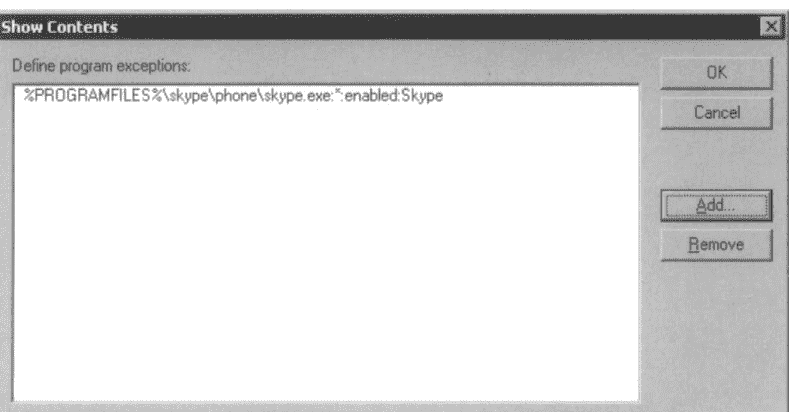 Show Contents
Define program exceptions:
%PROGRAMFILES%\skype\phone\skype.exe:*:enabled:Skype
OK
Cancel
Add...
Remove